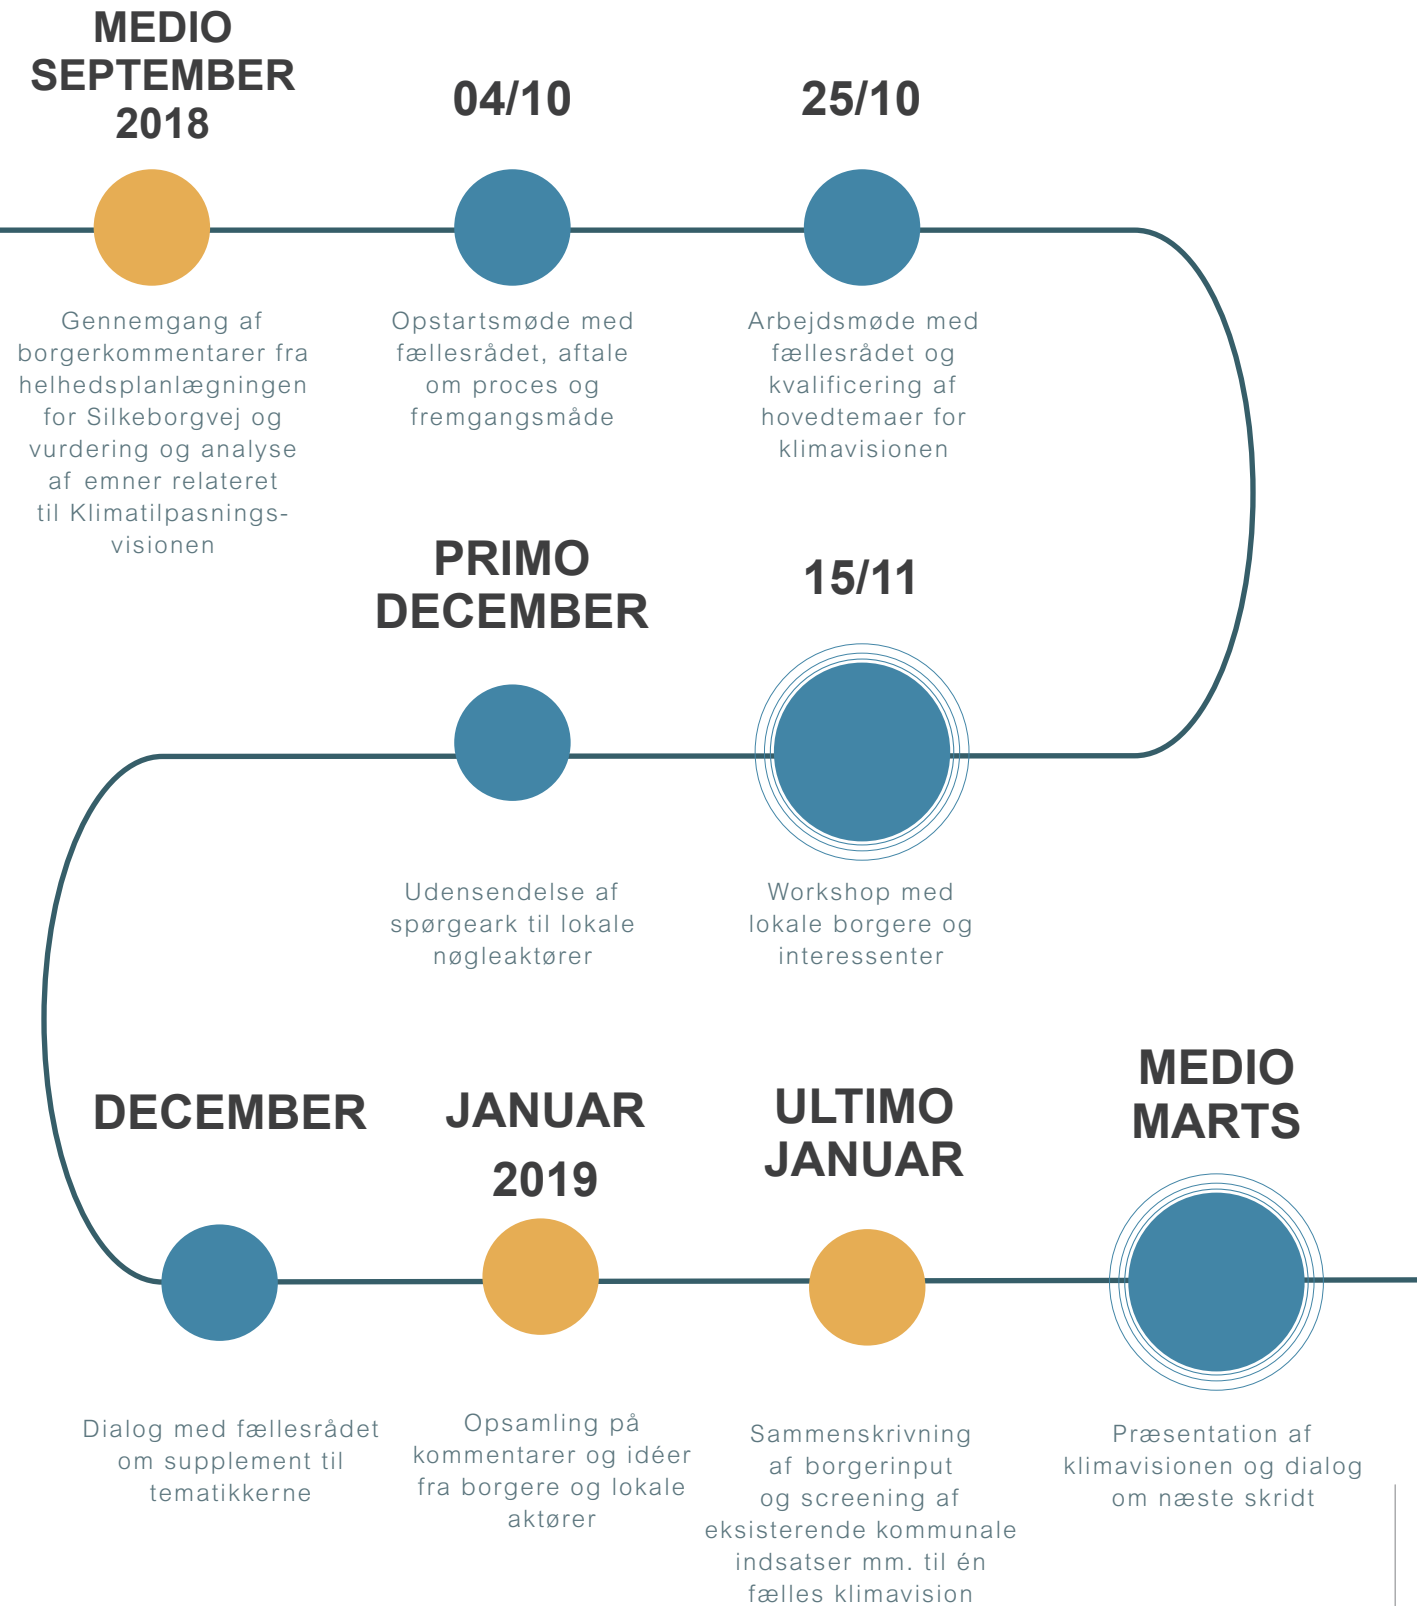 MEDIO
SEPTEMBER
2018
Gennemgang af
borgerkommentarer fra
helhedsplanlægningen
for Silkeborgvej og
vurdering og analyse
af emner relateret
til Klimatilpasnings-
visionen
04/10
Opstartsmøde med
fællesrådet, aftale
om proces og
fremgangsmåde
25/10
Arbejdsmøde med
fællesrådet og
kvalificering af
hovedtemaer for
klimavisionen
15/11
Workshop med
lokale borgere og
interessenter
PRIMO
DECEMBER
Udensendelse af
spørgeark til lokale
nøgleaktører
DECEMBER
Dialog med fællesrådet
om supplement til
tematikkerne
JANUAR
2019
Opsamling på
kommentarer og idéer
fra borgere og lokale
aktører
ULTIMO
JANUAR
Sammenskrivning
af borgerinput
og screening af
eksisterende kommunale
indsatser mm. til én
fælles klimavision
MEDIO
MARTS
Præsentation af
klimavisionen og dialog
om næste skridt